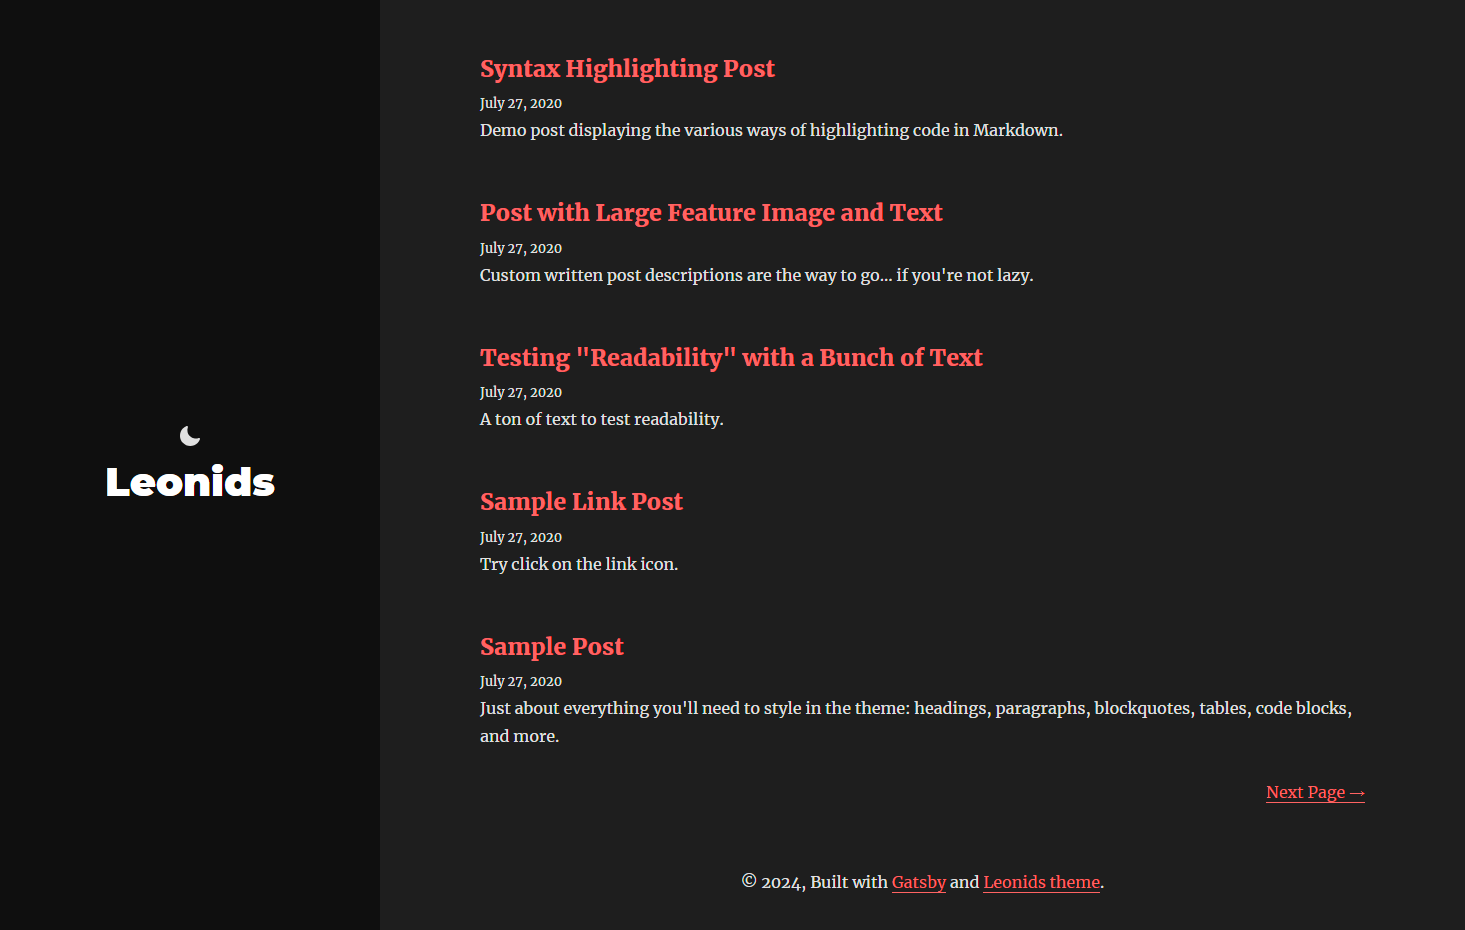 Leonids
Syntax Highlighting Post
July 27, 2020
Demo post displaying the various ways of highlighting code in Markdown.
Post with Large Feature Image and Text
July 27, 2020
Custom written post descriptions are the way to go... if you're not lazy.
Testing "Readability" with a Bunch of Text
July 27, 2020
A ton of text to test readability.
Sample Link Post
July 27, 2020
Try click on the link icon.
Sample Post
July 27, 2020
Just about everything you'll need to style in the theme: headings, paragraphs, blockquotes, tables, code blocks,
and more.
Next Page →
© 2024, Built with Gatsby and Leonids theme.